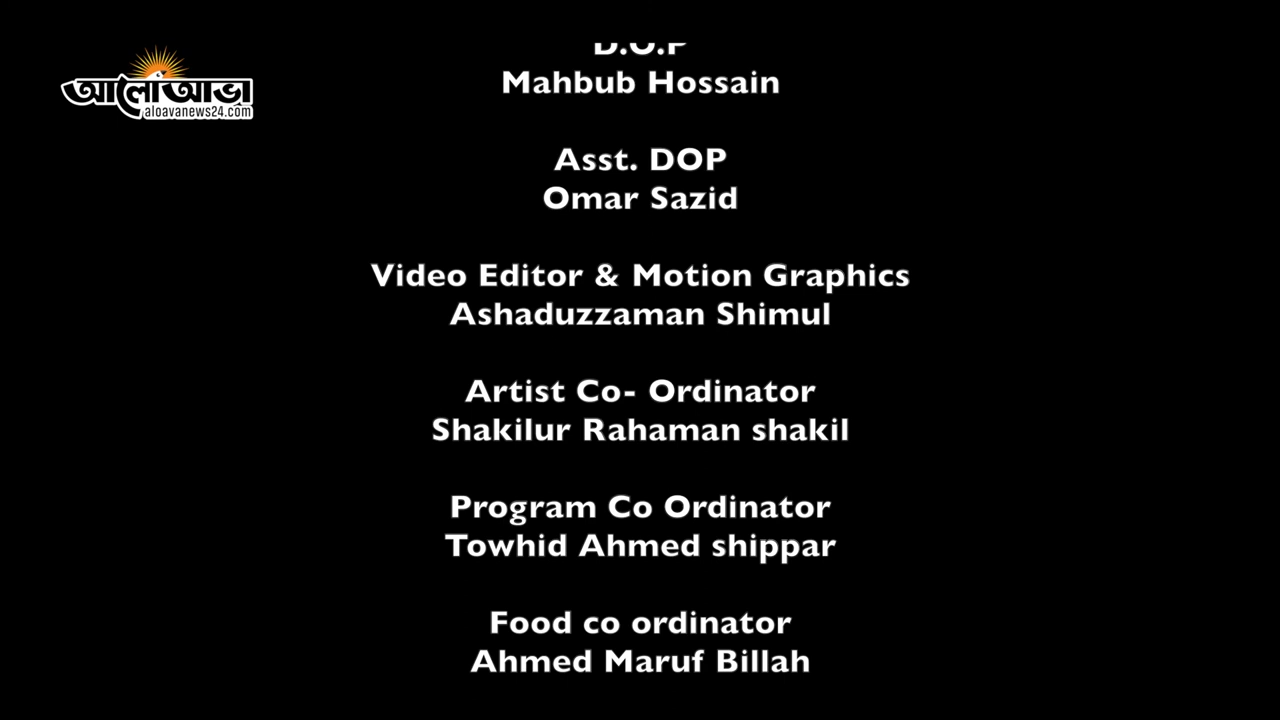 D.O.P
Mahbub Hossain
আলোআভা
aloavanews24.com
Asst. DOP
Omar Sazid
Video Editor & Motion Graphics
Ashaduzzaman Shimul
Artist Co- Ordinator
Shakilur Rahaman shakil
Program Co Ordinator
Towhid Ahmed shippar
Food co ordinator
Ahmed Maruf Billah